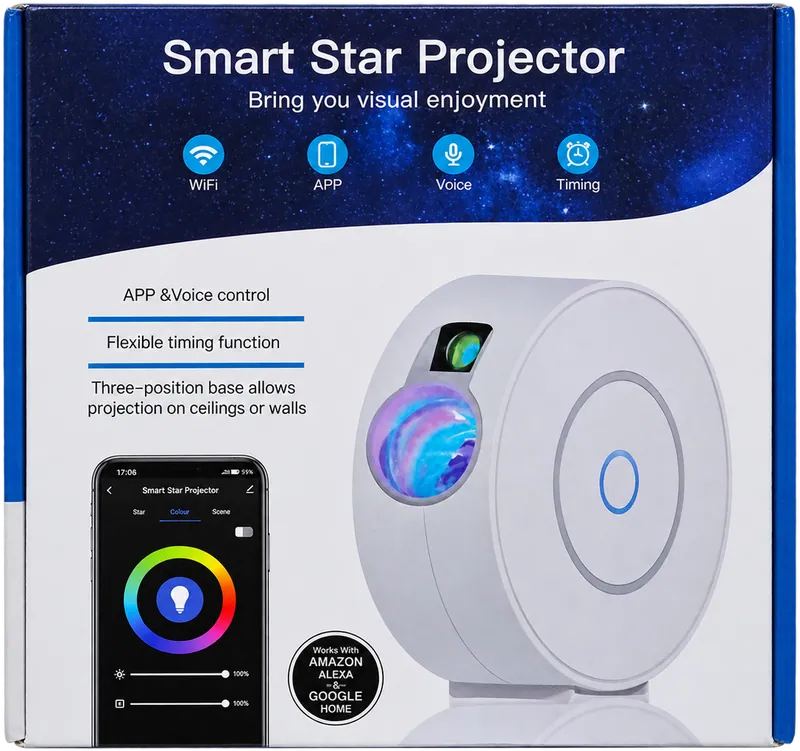 Smart Star Projector
Bring you visual enjoyment
WiFi
APP
Voice
Timing
APP &Voice control
Flexible timing function
Three-position base allows
projection on ceilings or walls
17:06
55%
Smart Star Projector
Star
Colour
Scene
100%
100%
Works With
AMAZON
ALEXA
-&-
GOOGLE
HOME